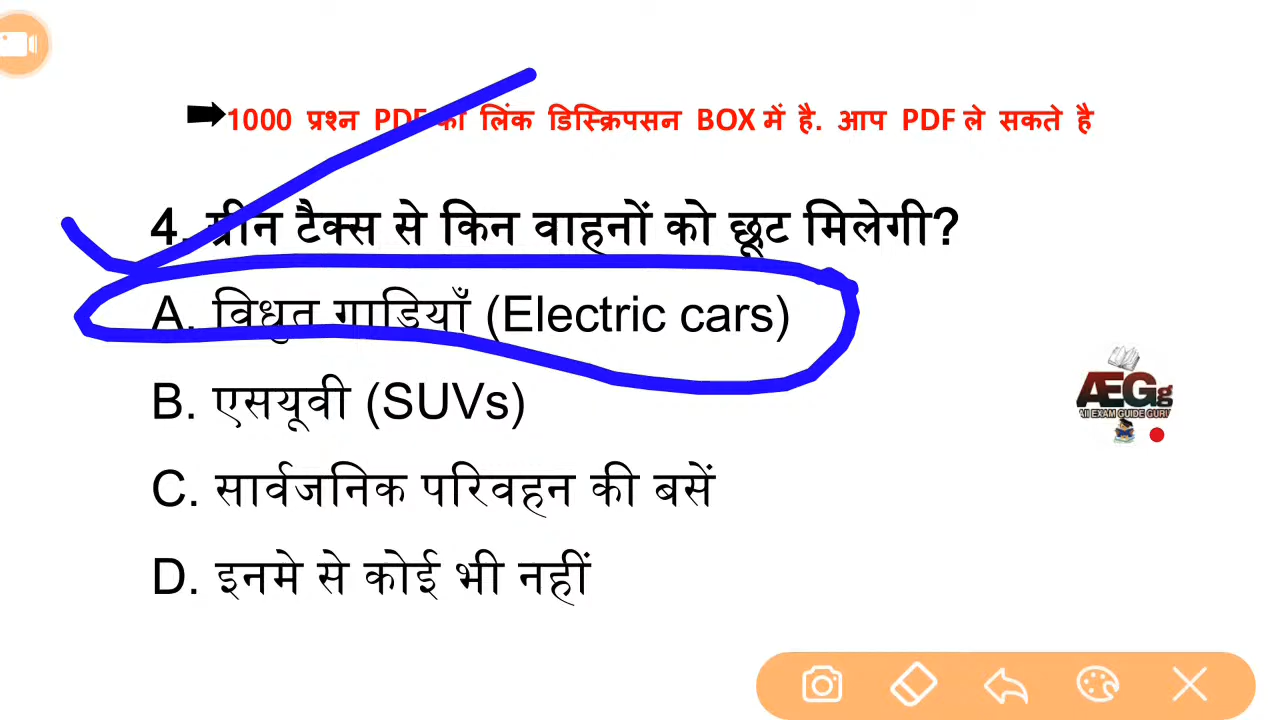 1000 प्रश्न PDF का लिंक डिस्क्रिपसन BOX में है. आप PDF ले सकते है
4. ग्रीन टैक्स से किन वाहनों को छूट मिलेगी?
A. विधुत गाडियाँ (Electric cars)
B. एसयूवी (SUVs)
C. सार्वजनिक परिवहन की बसें
D. इनमे से कोई भी नहीं
ÆGg
All EXAM GUIDE GURU